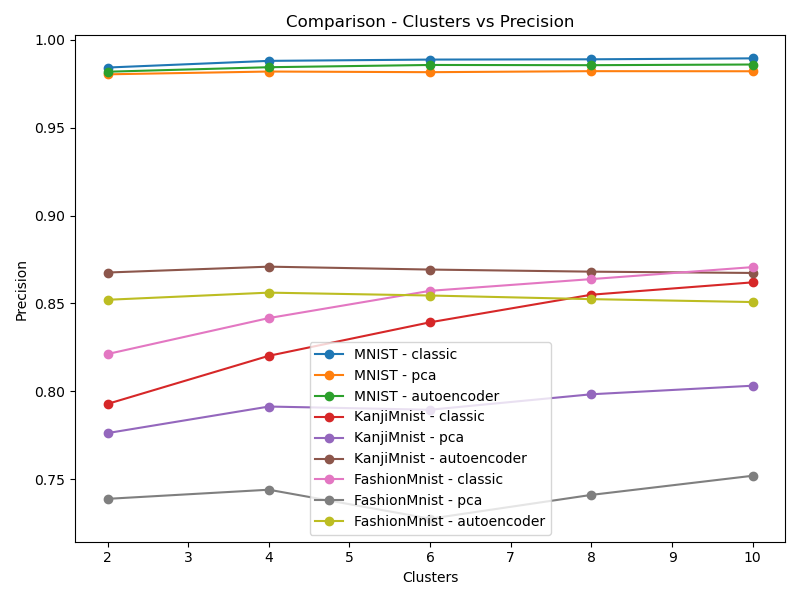 Comparison - Clusters vs Precision
1.00
0.95
0.90
0.85
0.80
0.75
Precision
MNIST - classic
MNIST - pca
MNIST - autoencoder
KanjiMnist - classic
KanjiMnist - pca
KanjiMnist - autoencoder
FashionMnist - classic
FashionMnist - pca
FashionMnist - autoencoder
2 3 4 5 6 7 8 9 10
Clusters